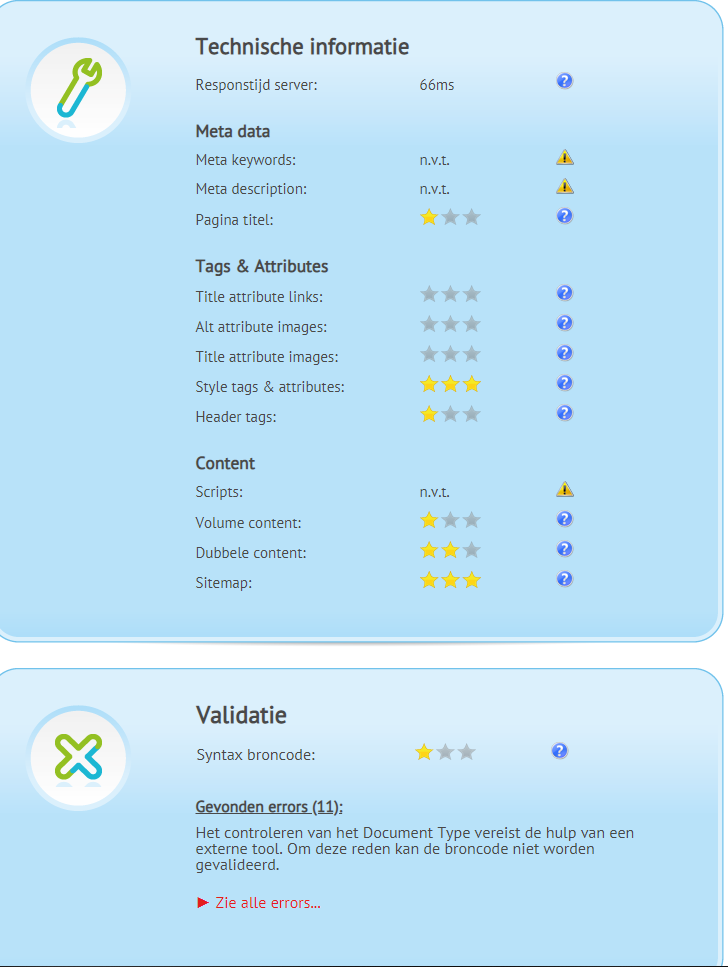 Technische informatie
Responstijd server: 66ms
Meta data
Meta keywords: n.v.t.
Meta description: n.v.t.
Pagina titel:
Tags & Attributes
Title attribute links:
Alt attribute images:
Title attribute images:
Style tags & attributes:
Header tags:
Content
Scripts: n.v.t.
Volume content:
Dubbele content:
Sitemap:
Validatie
Syntax broncode:
Gevonden errors (11):
Het controleren van het Document Type vereist de hulp van een
externe tool. Om deze reden kan de broncode niet worden
gevalideerd.
► Zie alle errors...